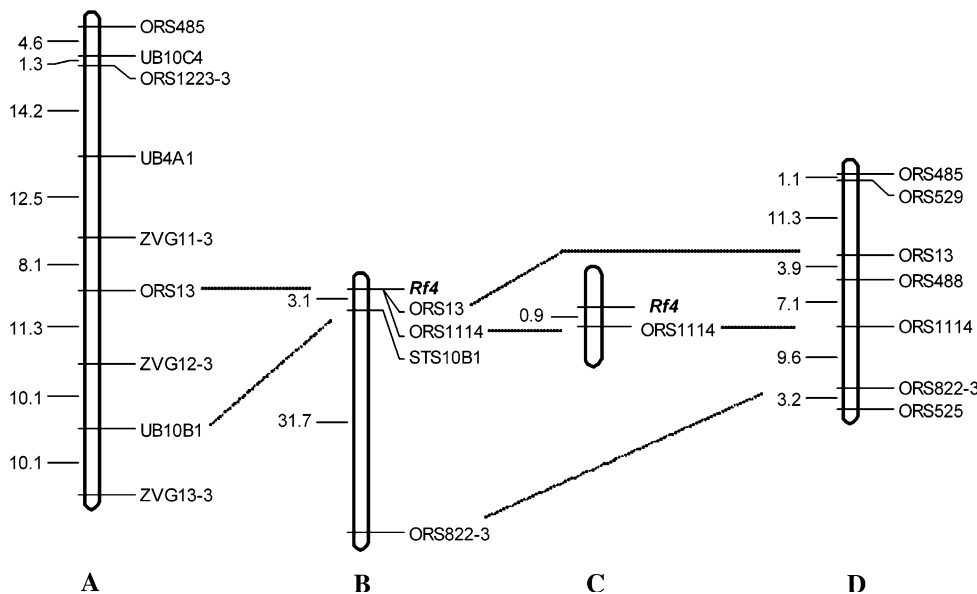 ORS485
4.6
UB10C4
1.3
ORS1223-3
14.2
UB4A1
12.5
ZVG11-3
8.1
ORS13
11.3
ZVG12-3
10.1
UB10B1
10.1
ZVG13-3
A
Rf4
3.1
ORS13
ORS1114
STS10B1
31.7
ORS822-3
B
Rf4
0.9
ORS1114
C
ORS485
1.1
ORS529
11.3
ORS13
3.9
ORS488
7.1
ORS1114
9.6
ORS822-3
3.2
ORS525
D